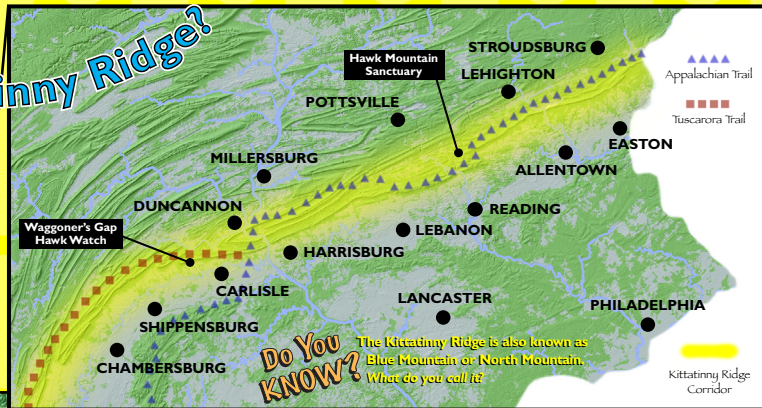 inny Ridge?
STROUDSBURG
Hawk Mountain
Sanctuary
LEHIGHTON
Appalachian Trail
POTTSVILLE
Tuscarora Trail
EASTON
MILLERSBURG
ALLENTOWN
DUNCANNON
READING
Waggoner's Gap
Hawk Watch
LEBANON
HARRISBURG
CARLISLE
LANCASTER
PHILADELPHIA
SHIPPENSBURG
CHAMBERSBURG
Do You
KNOW?
The Kittatinny Ridge is also known as
Blue Mountain or North Mountain.
What do you call it?
Kittatinny Ridge
Corridor